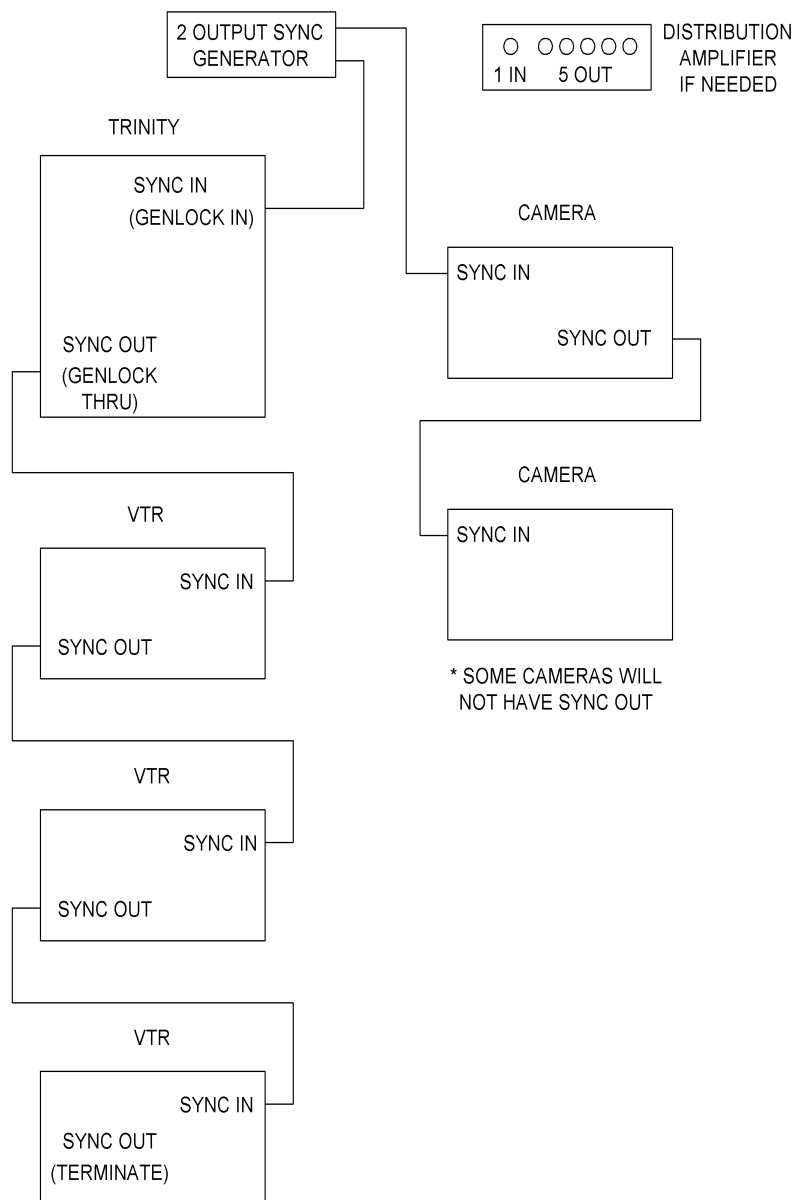 2 OUTPUT SYNC
GENERATOR
1 IN 5 OUT
DISTRIBUTION
AMPLIFIER
IF NEEDED
TRINITY
SYNC IN
(GENLOCK IN)
SYNC OUT
(GENLOCK
THRU)
CAMERA
SYNC IN
SYNC OUT
CAMERA
SYNC IN
* SOME CAMERAS WILL
NOT HAVE SYNC OUT
VTR
SYNC IN
SYNC OUT
VTR
SYNC IN
SYNC OUT
VTR
SYNC IN
SYNC OUT
(TERMINATE)